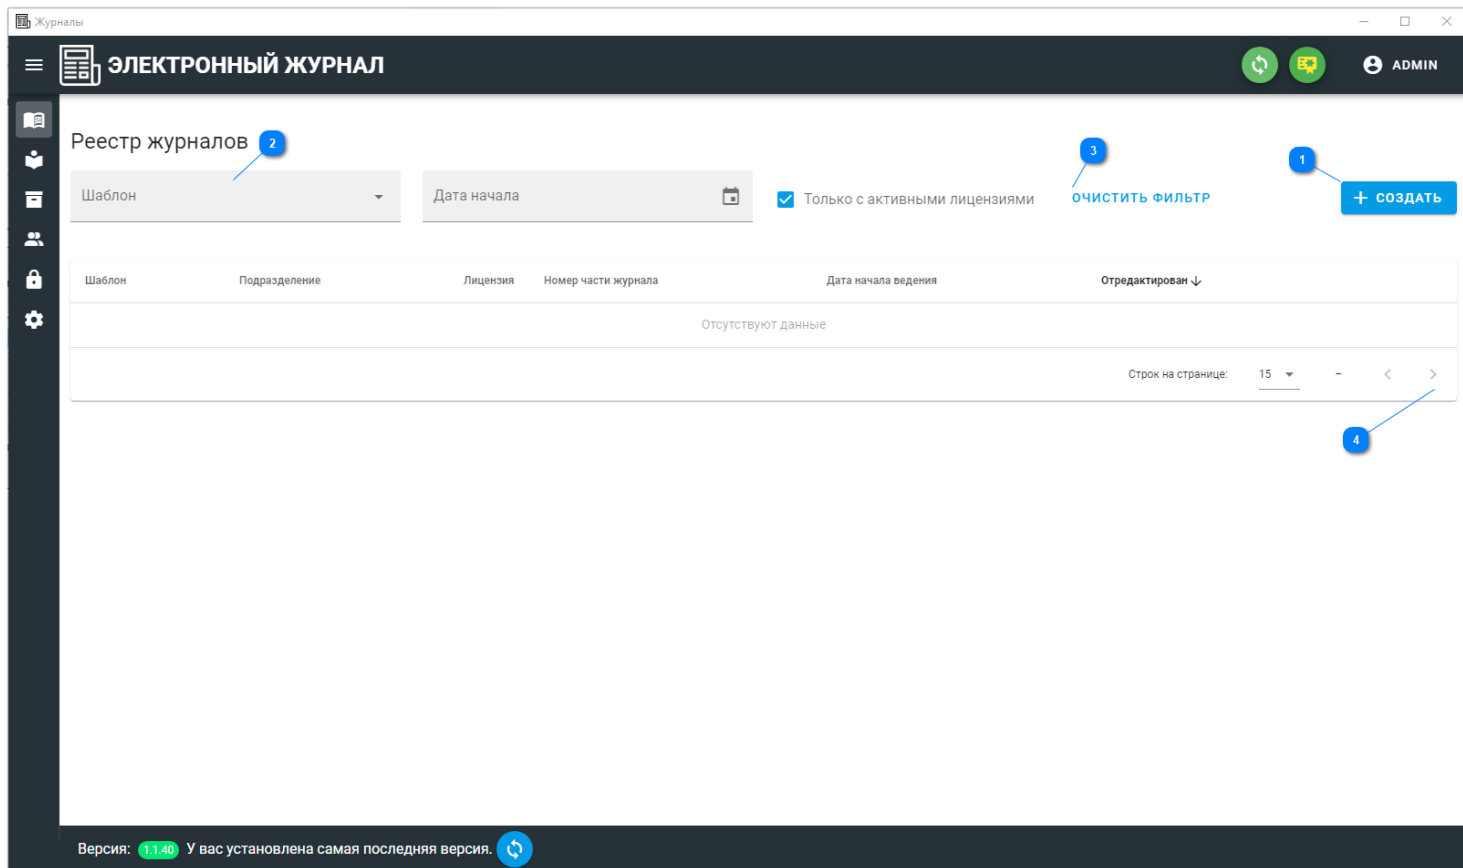 Журналы
ЭЛЕКТРОННЫЙ ЖУРНАЛ
ADMIN
Реестр журналов 2
3
1
Шаблон
Дата начала
Только с активными лицензиями
ОЧИСТИТЬ ФИЛЬТР
+ СОЗДАТЬ
Шаблон Подразделение Лицензия Номер части журнала Дата начала ведения Отредактирован
Отсутствуют данные
Строк на странице: 15 –
4
Версия: 1.1.40 У вас установлена самая последняя версия.